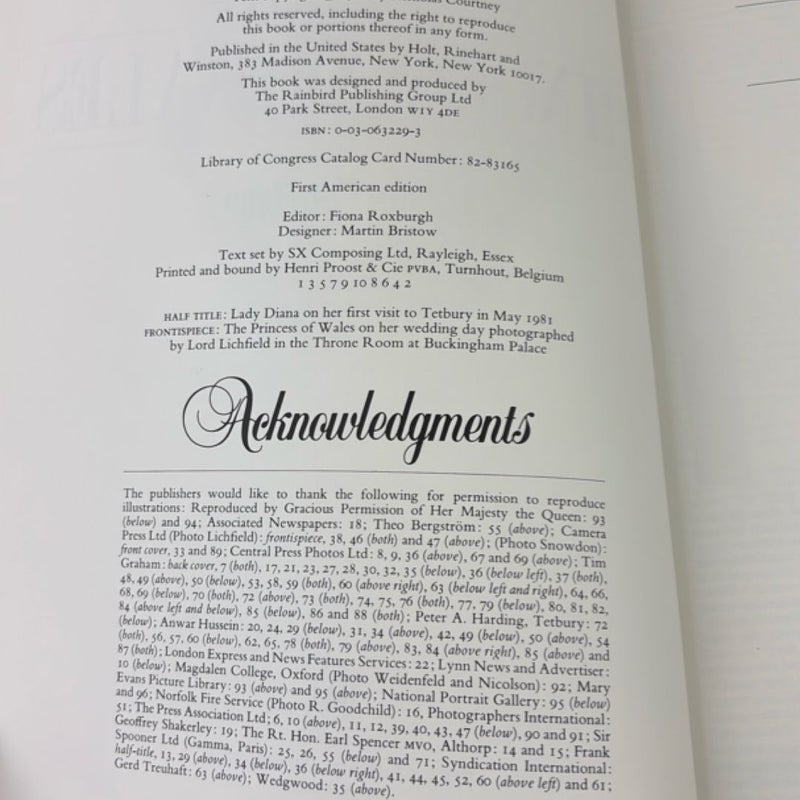 Courtney
All rights reserved, including the right to reproduce
this book or portions thereof in any form.
Published in the United States by Holt, Rinehart and
Winston, 383 Madison Avenue, New York, New York 10017.
This book was designed and produced by
The Rainbird Publishing Group Ltd
40 Park Street, London W1Y 4DE
ISBN: 0-03-063229-3
Library of Congress Catalog Card Number: 82-83165
First American edition
Editor: Fiona Roxburgh
Designer: Martin Bristow
Text set by SX Composing Ltd, Rayleigh, Essex
Printed and bound by Henri Proost & Cie PVBA, Turnhout, Belgium
1 3 5 7 9 10 8 6 4 2
HALF TITLE: Lady Diana on her first visit to Tetbury in May 1981
FRONTISPIECE: The Princess of Wales on her wedding day photographed
by Lord Lichfield in the Throne Room at Buckingham Palace
Acknowledgments
The publishers would like to thank the following for permission to reproduce
illustrations: Reproduced by Gracious Permission of Her Majesty the Queen: 93
(below) and 94; Associated Newspapers: 18; Theo Bergström: 55 (above); Camera
Press Ltd (Photo Lichfield): frontispiece, 38, 46 (both) and 47 (above); (Photo Snowdon):
front cover, 33 and 89; Central Press Photos Ltd: 8, 9, 36 (above), 67 and 69 (above); Tim
Graham: back cover, 7 (both), 17, 21, 23, 27, 28, 30, 32, 35 (below), 36 (below left), 37 (both),
48, 49 (above), 50 (below), 53, 58, 59 (both), 60 (above right), 63 (below left and right), 64, 66,
68, 69 (below), 70 (both), 72 (above), 73 (both), 74, 75, 76 (both), 77, 79 (below), 80, 81, 82,
84 (above left and below), 85 (below), 86 and 88 (both); Peter A. Harding, Tetbury: 72
(below); Anwar Hussein: 20, 24, 29 (below), 31, 34 (above), 42, 49 (below), 50 (above), 54
(both), 56, 57, 60 (below), 62, 65, 78 (both), 79 (above), 83, 84 (above right), 85 (above) and
87 (both); London Express and News Features Services: 22; Lynn News and Advertiser:
10 (below); Magdalen College, Oxford (Photo Weidenfeld and Nicolson): 92; Mary
Evans Picture Library: 93 (above) and 95 (above); National Portrait Gallery: 95 (below)
and 96; Norfolk Fire Service (Photo R. Goodchild): 16, Photographers International:
51; The Press Association Ltd; 6, 10 (above), 11, 12, 39, 40, 43, 47 (below), 90 and 91; Sir
Geoffrey Shakerley: 19; The Rt. Hon. Earl Spencer MVO, Althorp: 14 and 15; Frank
Spooner Ltd (Gamma, Paris): 25, 26, 55 (below) and 71; Syndication International:
half-title, 13, 29 (above), 34 (below), 36 (below right), 41, 44, 45, 52, 60 (above left) and 61;
Gerd Treuhaft: 63 (above); Wedgwood: 35 (above).